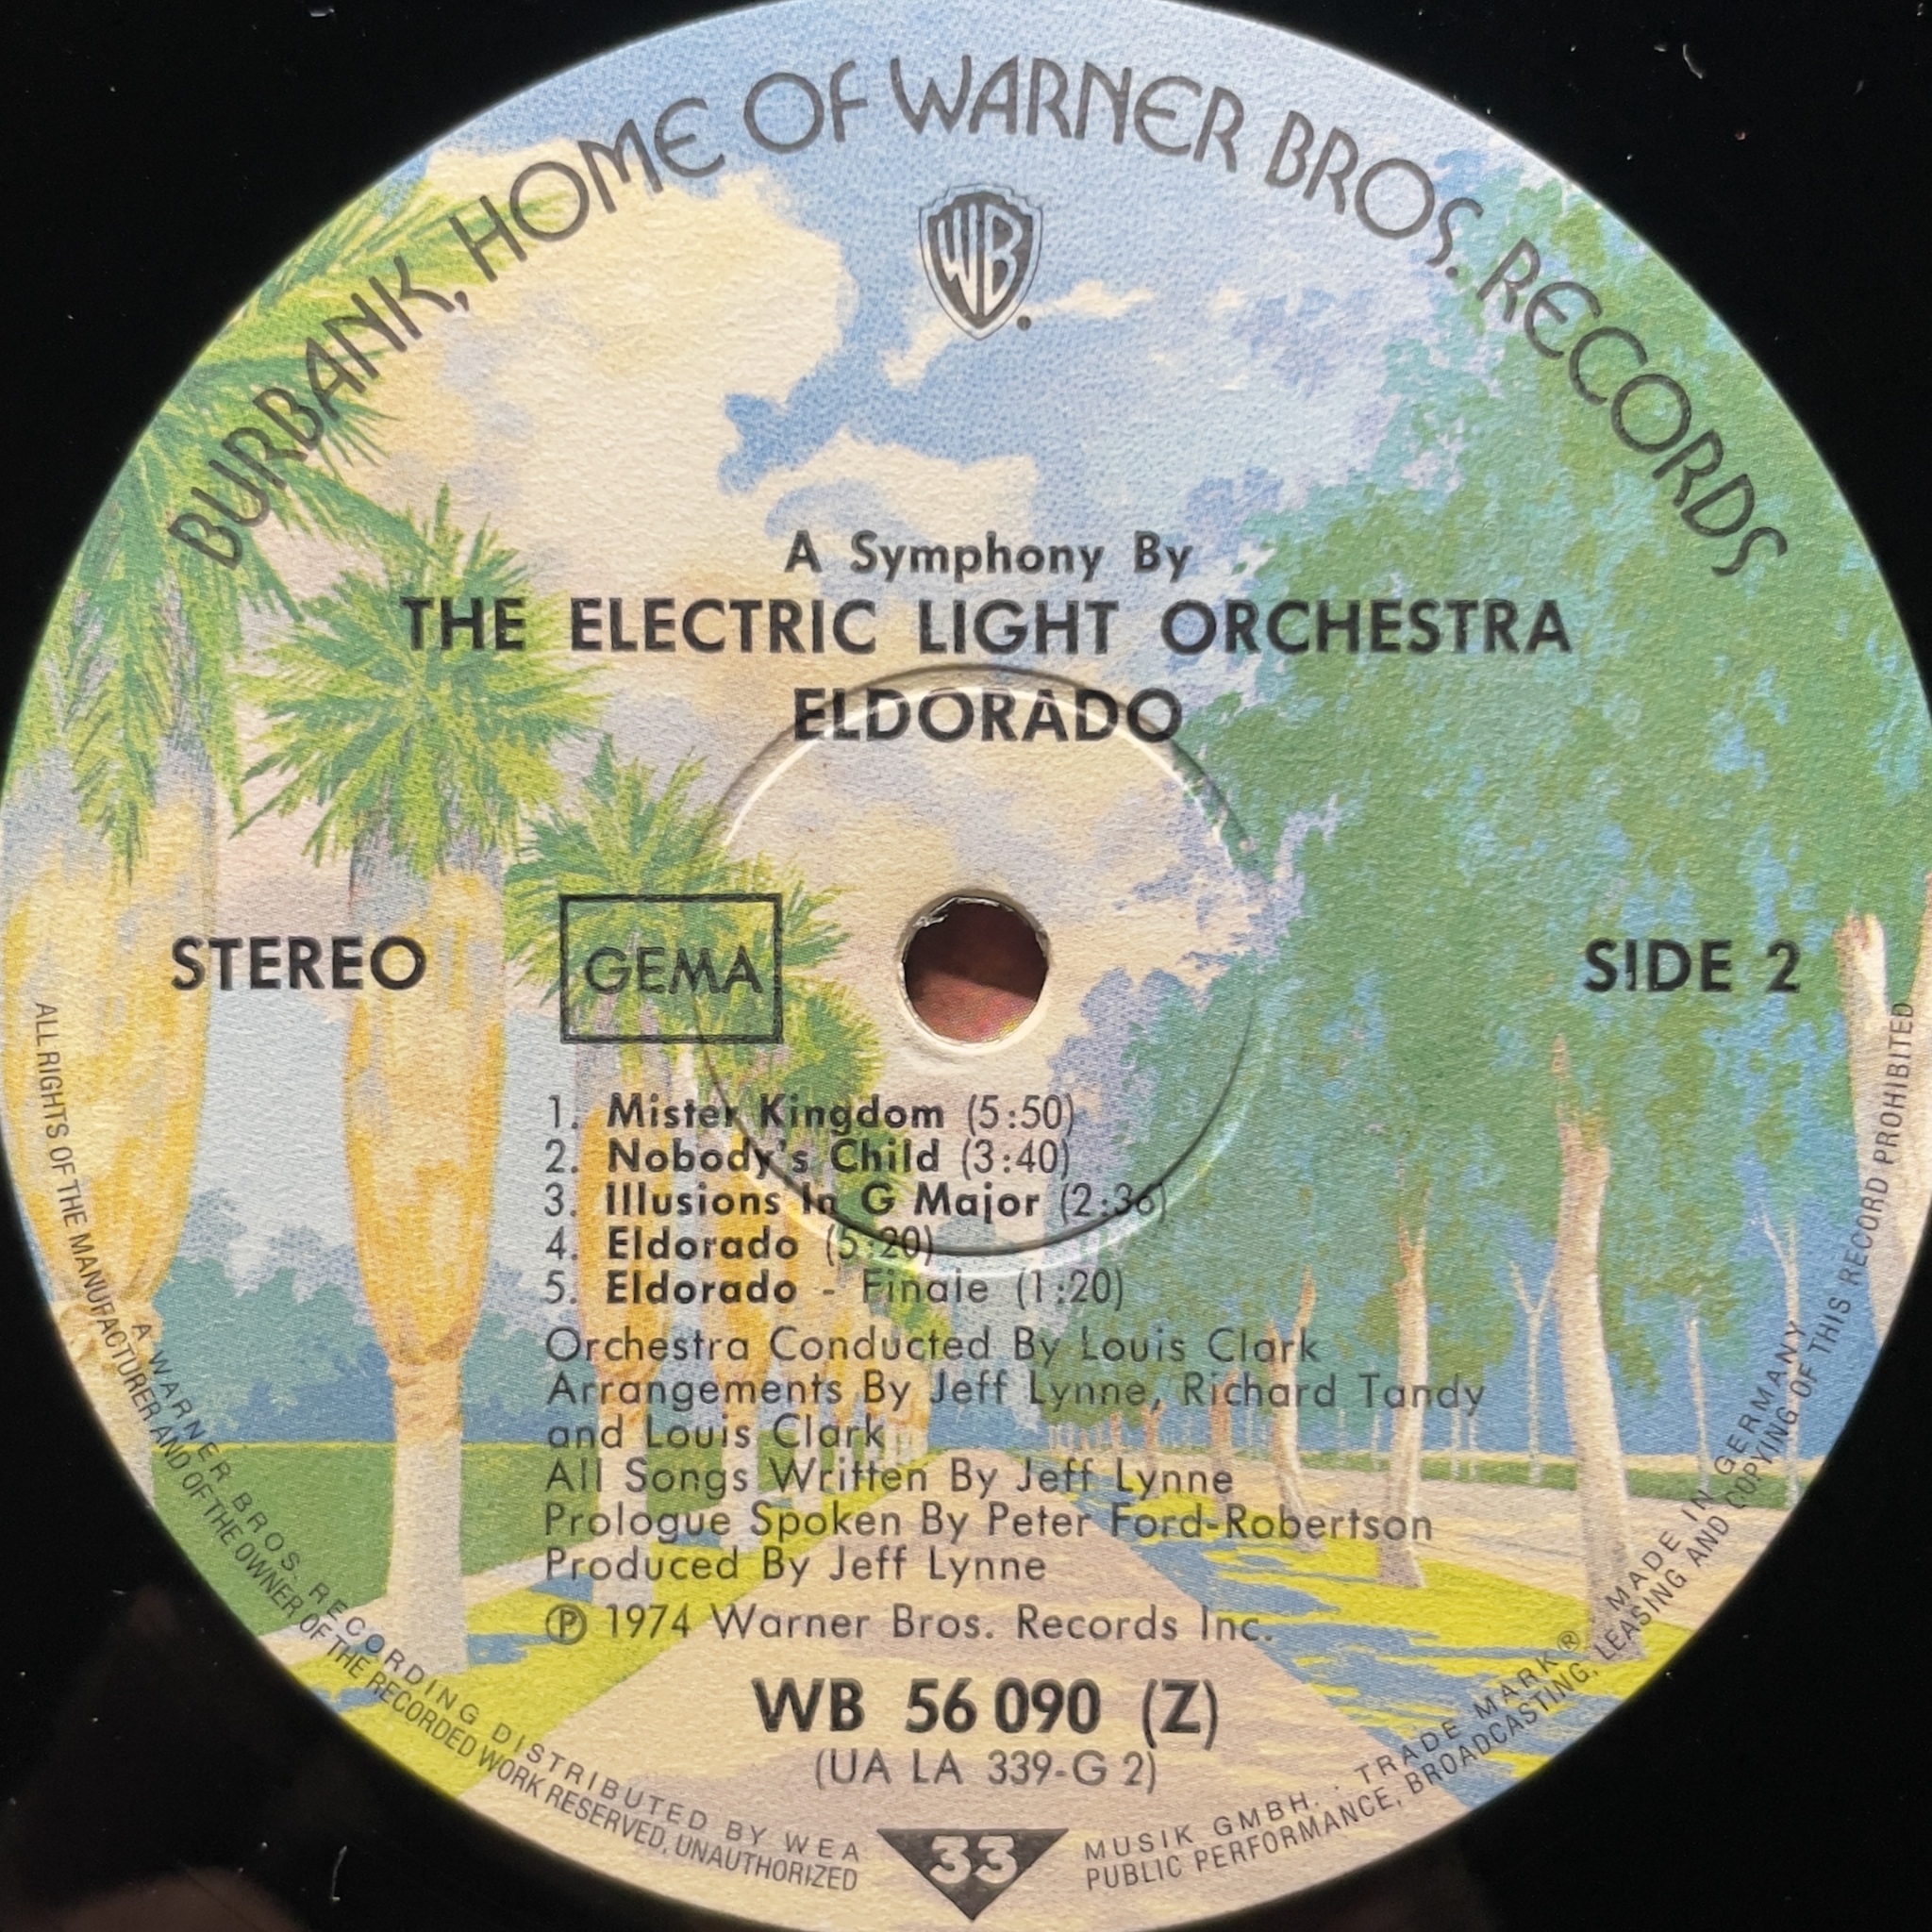 BURBANK, HOME OF WARNER BROS. RECORDS
WB
A Symphony By
THE ELECTRIC LIGHT ORCHESTRA
ELDORADO
STEREO
GEMA
SIDE 2
1. Mister Kingdom (5:50)
2. Nobody's Child (3:40)
3. Illusions In G Major (2:36)
4. Eldorado (5:20)
5. Eldorado - Finale (1:20)
Orchestra Conducted By Louis Clark
Arrangements By Jeff Lynne, Richard Tandy
and Louis Clark
All Songs Written By Jeff Lynne
Prologue Spoken By Peter Ford-Robertson
Produced By Jeff Lynne
℗ 1974 Warner Bros. Records Inc.
WB 56 090 (Z)
(UA LA 339-G 2)
33
A WARNER BROS. RECORDING DISTRIBUTED BY WEA MUSIK GMBH. . TRADE MARK ® MADE IN GERMANY
ALL RIGHTS OF THE MANUFACTURER AND OF THE OWNER OF THE RECORDED WORK RESERVED, UNAUTHORIZED PUBLIC PERFORMANCE, BROADCASTING, LEASING AND COPYING OF THIS RECORD PROHIBITED